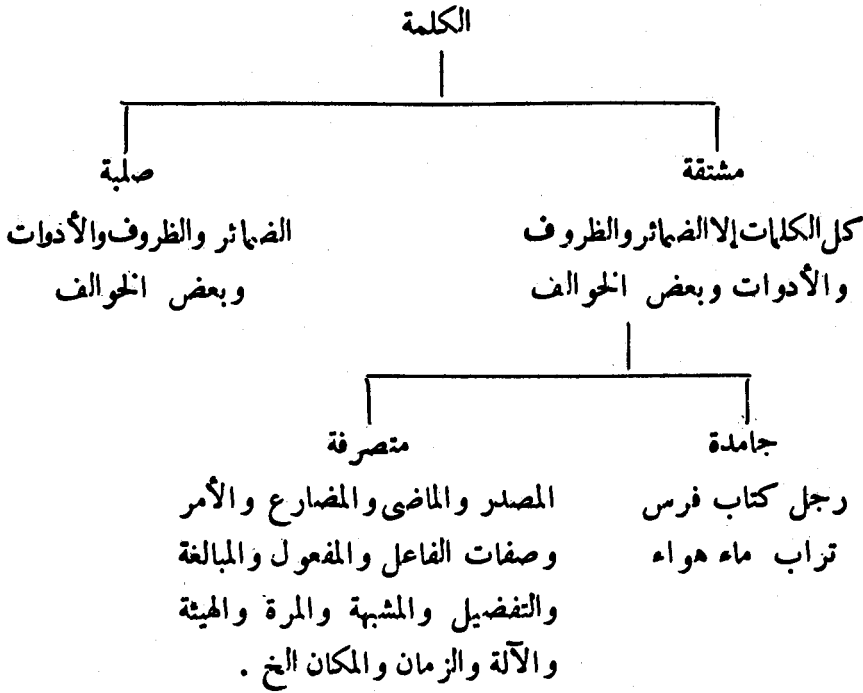 الكلمة
مشتقة
كل الكلمات إلا الضمائر والظروف
والأدوات وبعض الخوالف
صلبة
الضمائر والظروف والأدوات
وبعض الخوالف
جامدة
رجل كتاب فرس
تراب ماء هواء
متصرفة
المصدر والماضى والمضارع والأمر
وصفات الفاعل والمفعول والمبالغة
والتفضيل والمشبهة والمرة والهيئة
والآلة والزمان والمكان الخ .